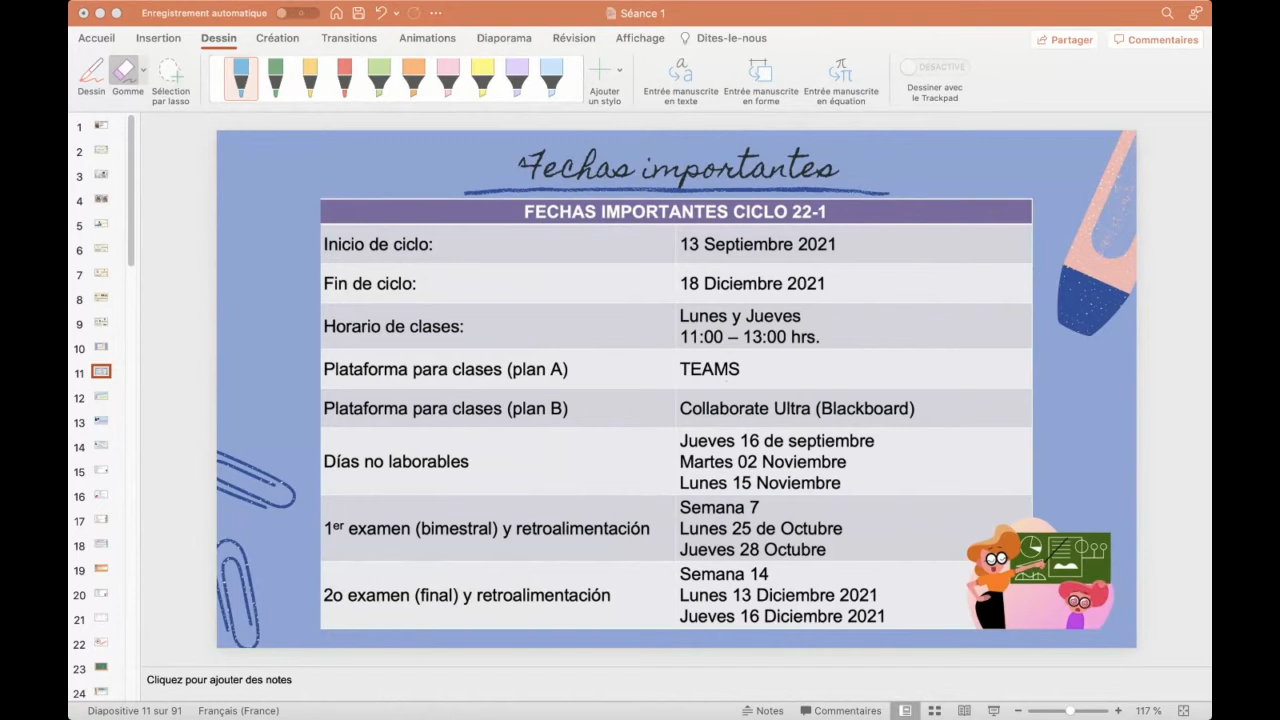 Enregistrement automatique
Séance 1
Accueil Insertion Dessin Création Transitions Animations Diaporama Révision Affichage Dites-le-nous
Partager Commentaires
Dessin Gomme Sélection par lasso
Ajouter un stylo
Entrée manuscrite en texte
Entrée manuscrite en forme
Entrée manuscrite en équation
DÉSACTIVÉ
Dessiner avec le Trackpad
1
2
3
4
5
6
7
8
9
10
11
12
13
14
15
16
17
18
19
20
21
22
23
24
Fechas importantes
FECHAS IMPORTANTES CICLO 22-1
Inicio de ciclo: 13 Septiembre 2021
Fin de ciclo: 18 Diciembre 2021
Horario de clases: Lunes y Jueves
11:00 – 13:00 hrs.
Plataforma para clases (plan A) TEAMS
Plataforma para clases (plan B) Collaborate Ultra (Blackboard)
Días no laborables Jueves 16 de septiembre
Martes 02 Noviembre
Lunes 15 Noviembre
1er examen (bimestral) y retroalimentación Semana 7
Lunes 25 de Octubre
Jueves 28 Octubre
2o examen (final) y retroalimentación Semana 14
Lunes 13 Diciembre 2021
Jueves 16 Diciembre 2021
Cliquez pour ajouter des notes
Diapositive 11 sur 91 Français (France) Notes Commentaires 117 %